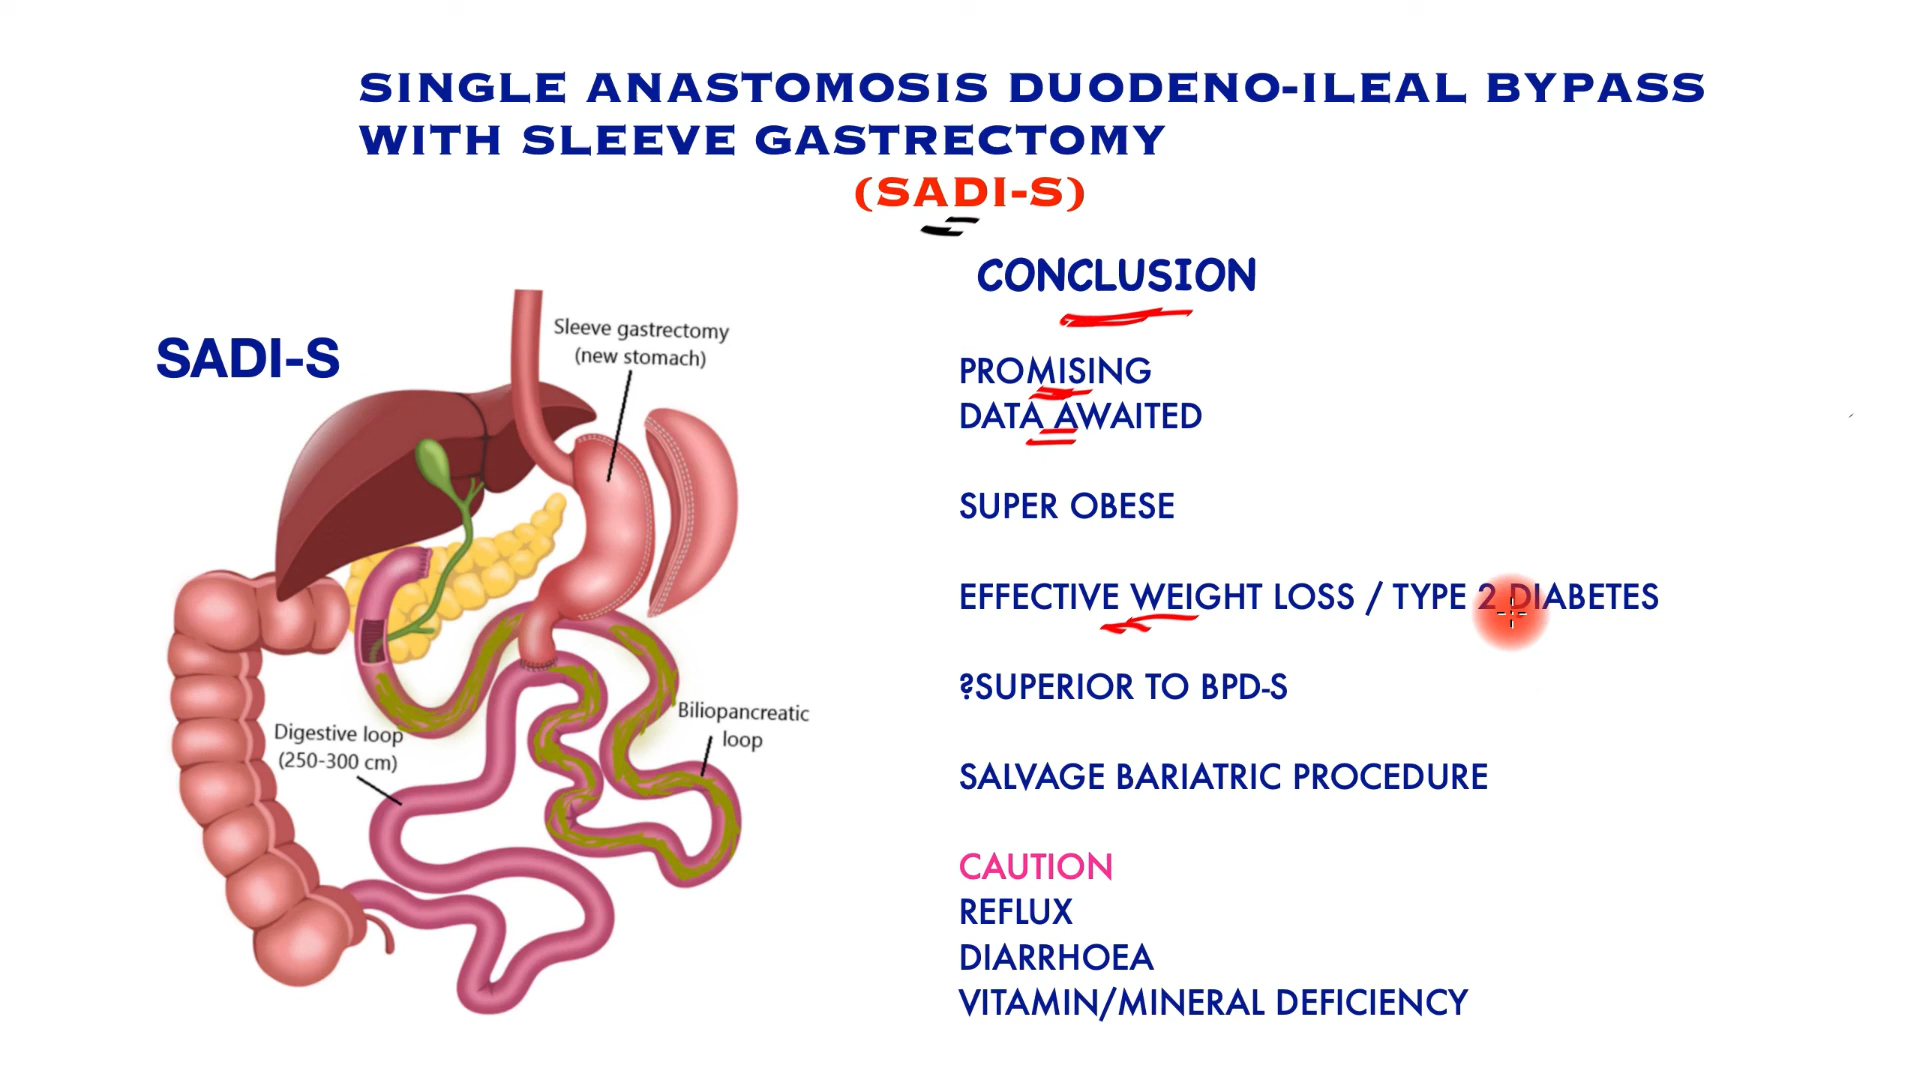 SINGLE ANASTOMOSIS DUODENO-ILEAL BYPASS
WITH SLEEVE GASTRECTOMY
(SADI-S)
SADI-S
Sleeve gastrectomy
(new stomach)
Digestive loop
(250-300 cm)
Biliopancreatic
loop
CONCLUSION
PROMISING
DATA AWAITED
SUPER OBESE
EFFECTIVE WEIGHT LOSS / TYPE 2 DIABETES
?SUPERIOR TO BPD-S
SALVAGE BARIATRIC PROCEDURE
CAUTION
REFLUX
DIARRHOEA
VITAMIN/MINERAL DEFICIENCY